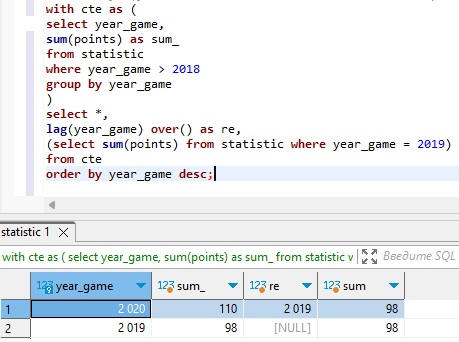 with cte as (
select year_game,
sum(points) as sum_
from statistic
where year_game > 2018
group by year_game
)
select *,
lag(year_game) over() as re,
(select sum(points) from statistic where year_game = 2019)
from cte
order by year_game desc;
statistic 1
with cte as ( select year_game, sum(points) as sum_ from statistic v Введите SQL
123 year_game 123 sum_ 123 re 123 sum
1 2 020 110 2 019 98
2 2 019 98 [NULL] 98